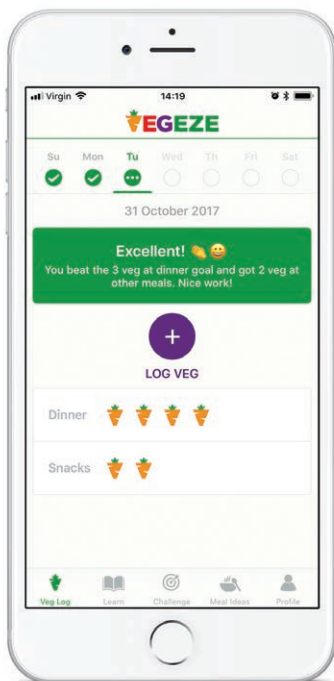 Virgin 14:19
VEGEZE
Su Mon Tu Wed Th Fri Sat
31 October 2017
Excellent! 👏😀
You beat the 3 veg at dinner goal and got 2 veg at
other meals. Nice work!
+
LOG VEG
Dinner
Snacks
Veg Log Learn Challenge Meal Ideas Profile